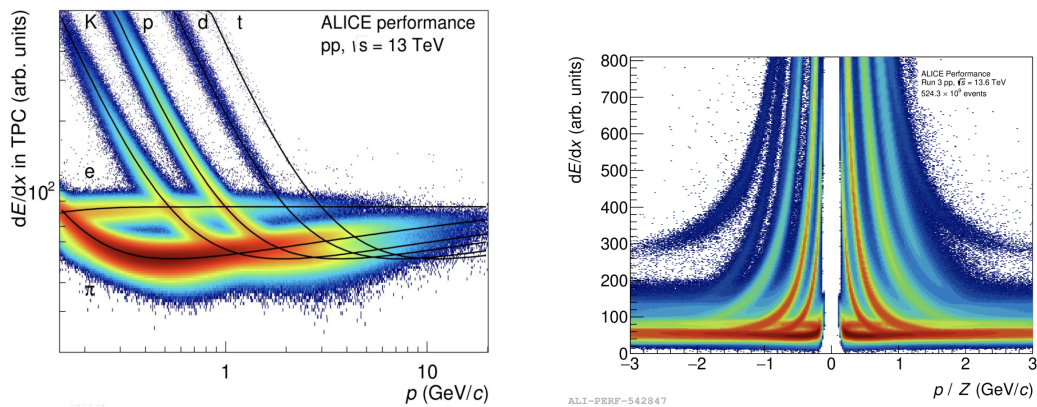 dE/dx in TPC (arb. units)
K p d t
ALICE performance
pp, √s = 13 TeV
e
10²
π
1 10
p (GeV/c)
dE/dx (arb. units)
ALICE Performance
Run 3 pp, √s = 13.6 TeV
524.3 × 10⁹ events
800
700
600
500
400
300
200
100
0
−3 −2 −1 0 1 2 3
p / Z (GeV/c)
ALI-PERF-542847